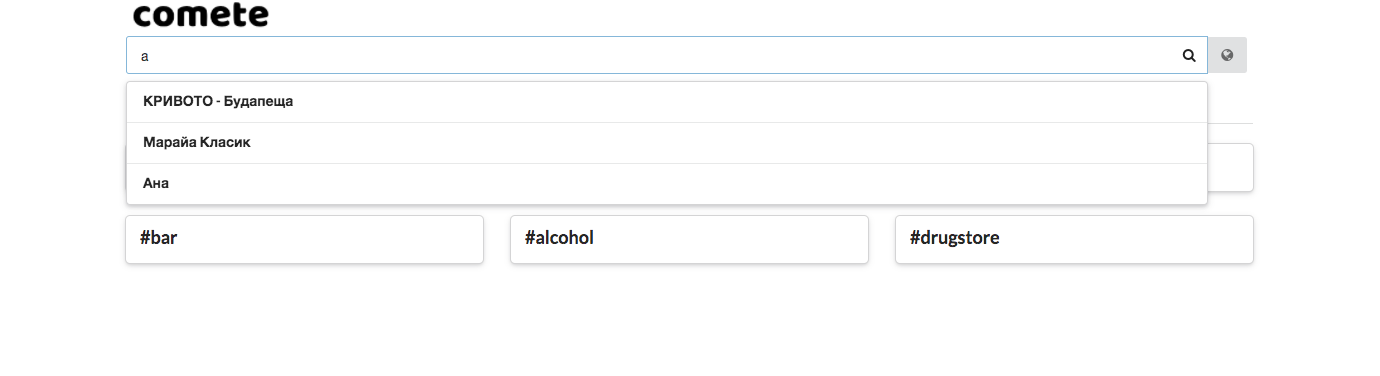 comete
а
КРИВОТО - Будапеща
Марайа Класик
Ана
#bar
#alcohol
#drugstore